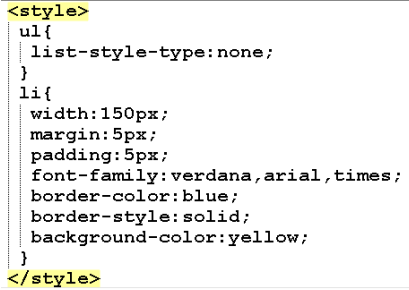 <style>
ul{
list-style-type:none;
}
li{
width:150px;
margin:5px;
padding:5px;
font-family:verdana,arial,times;
border-color:blue;
border-style:solid;
background-color:yellow;
}
</style>